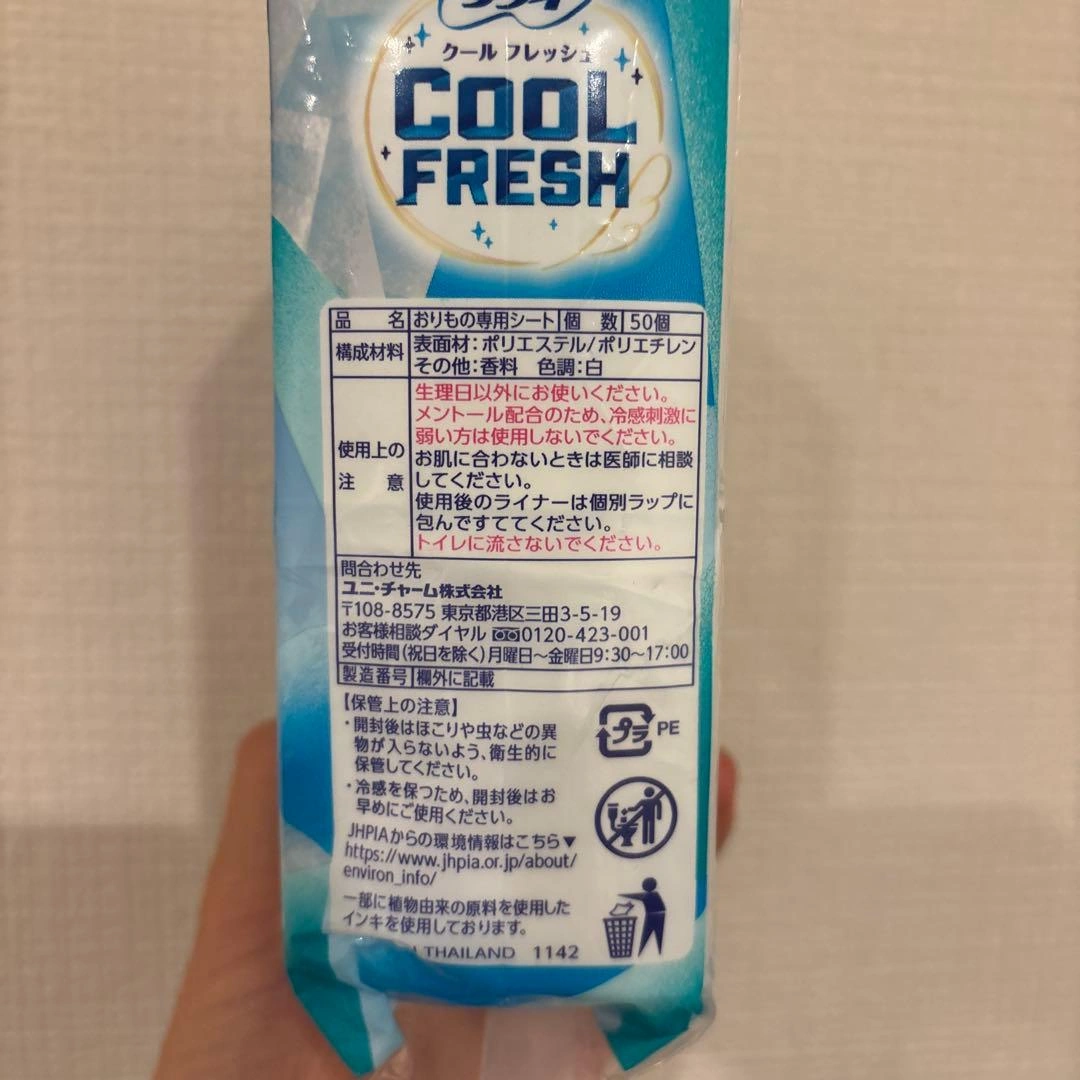 クール フレッシュ
COOL
FRESH
品 名 おりもの専用シート 個 数 50個
構成材料 表面材:ポリエステル/ポリエチレン
その他:香料 色調:白
使用上の注意
生理日以外にお使いください。
メントール配合のため、冷感刺激に
弱い方は使用しないでください。
お肌に合わないときは医師に相談
してください。
使用後のライナーは個別ラップに
包んですててください。
トイレに流さないでください。
問合わせ先
ユニ・チャーム株式会社
〒108-8575 東京都港区三田3-5-19
お客様相談ダイヤル 0120-423-001
受付時間(祝日を除く)月曜日～金曜日9:30～17:00
製造番号 欄外に記載
【保管上の注意】
・開封後はほこりや虫などの異
物が入らないよう、衛生的に
保管してください。
・冷感を保つため、開封後はお
早めにご使用ください。
JHPIAからの環境情報はこちら▼
https://www.jhpia.or.jp/about/
environ_info/
一部に植物由来の原料を使用した
インキを使用しております。
THAILAND 1142
プラ PE